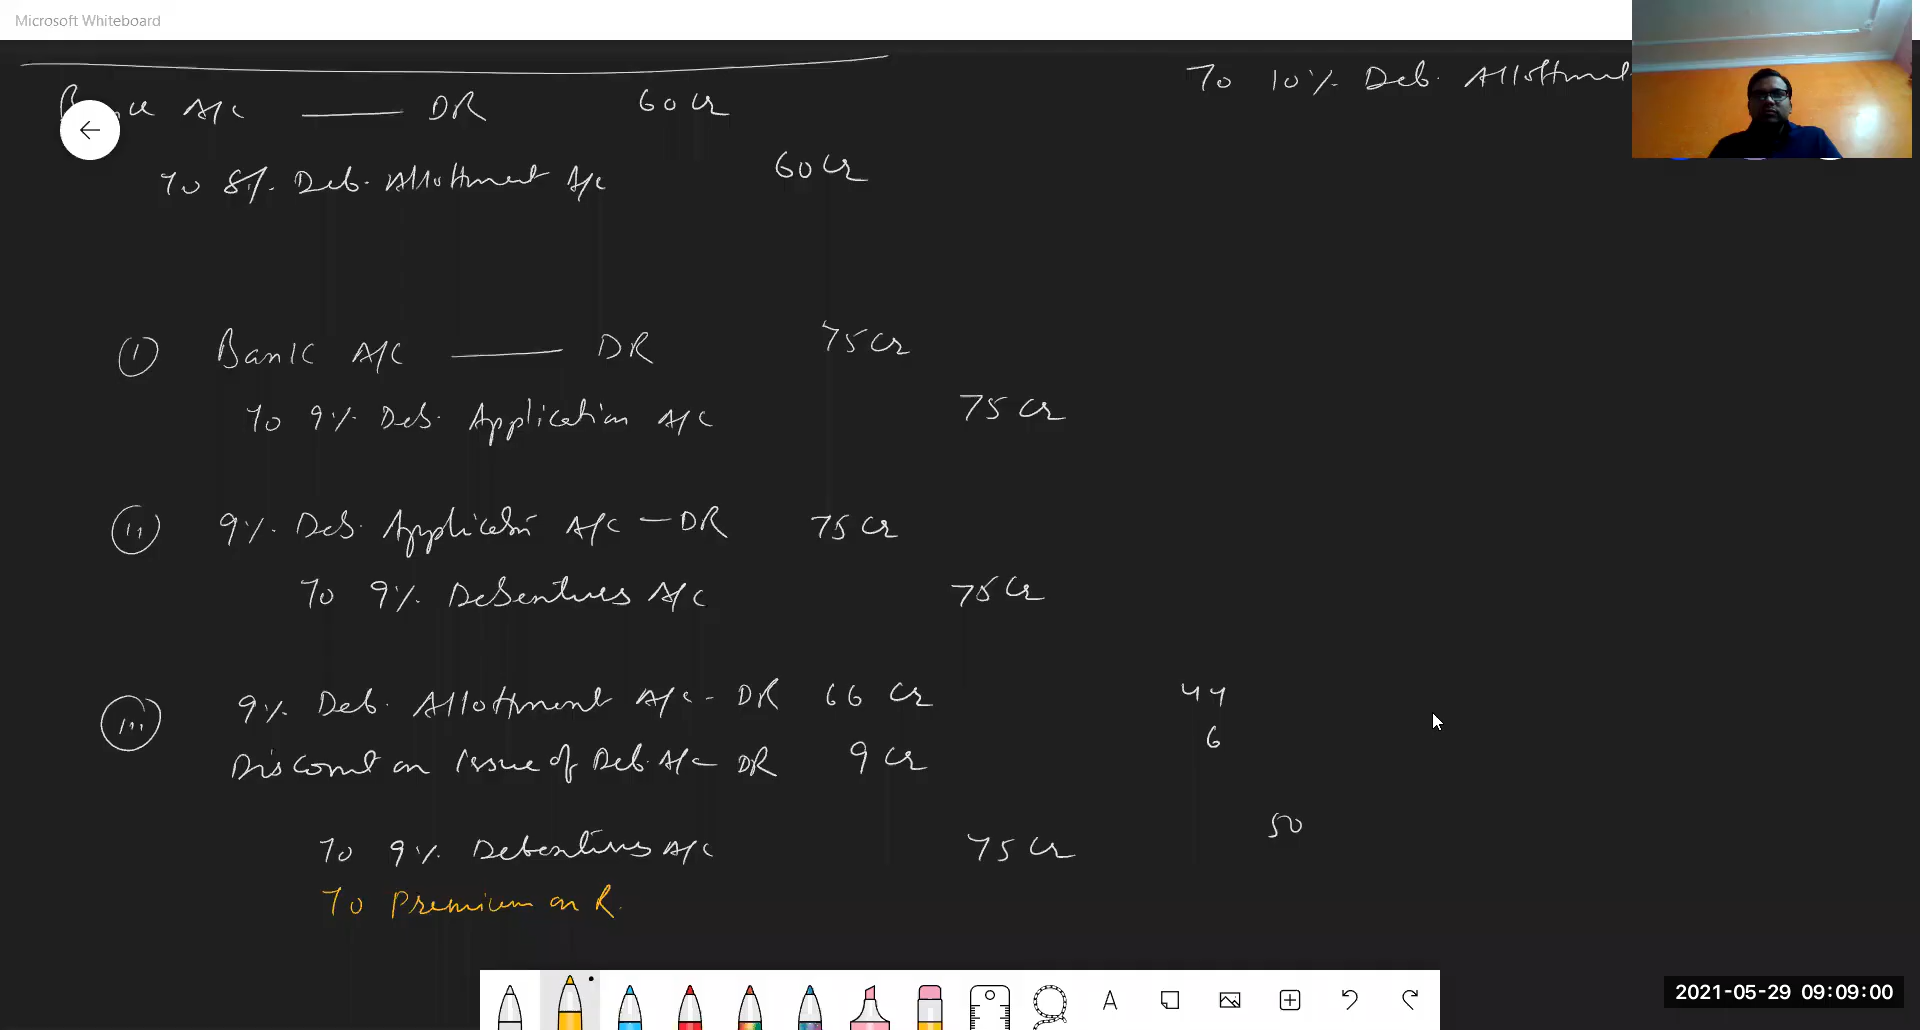 Microsoft Whiteboard
To 10% Deb. Allottment
A/c —— DR 60 Cr
To 8% Deb. Allottment A/c 60 Cr
(i) Bank A/c —— DR 75 Cr
To 9% Deb. Application A/c 75 Cr
(ii) 9% Deb. Application A/c — DR 75 Cr
To 9% Debentures A/c 75 Cr
(iii) 9% Deb. Allottment A/c - DR 66 Cr 44
Discount on Issue of Deb. A/c - DR 9 Cr 6
50
To 9% Debentures A/c 75 Cr
To Premium on R.
A
2021-05-29 09:09:00